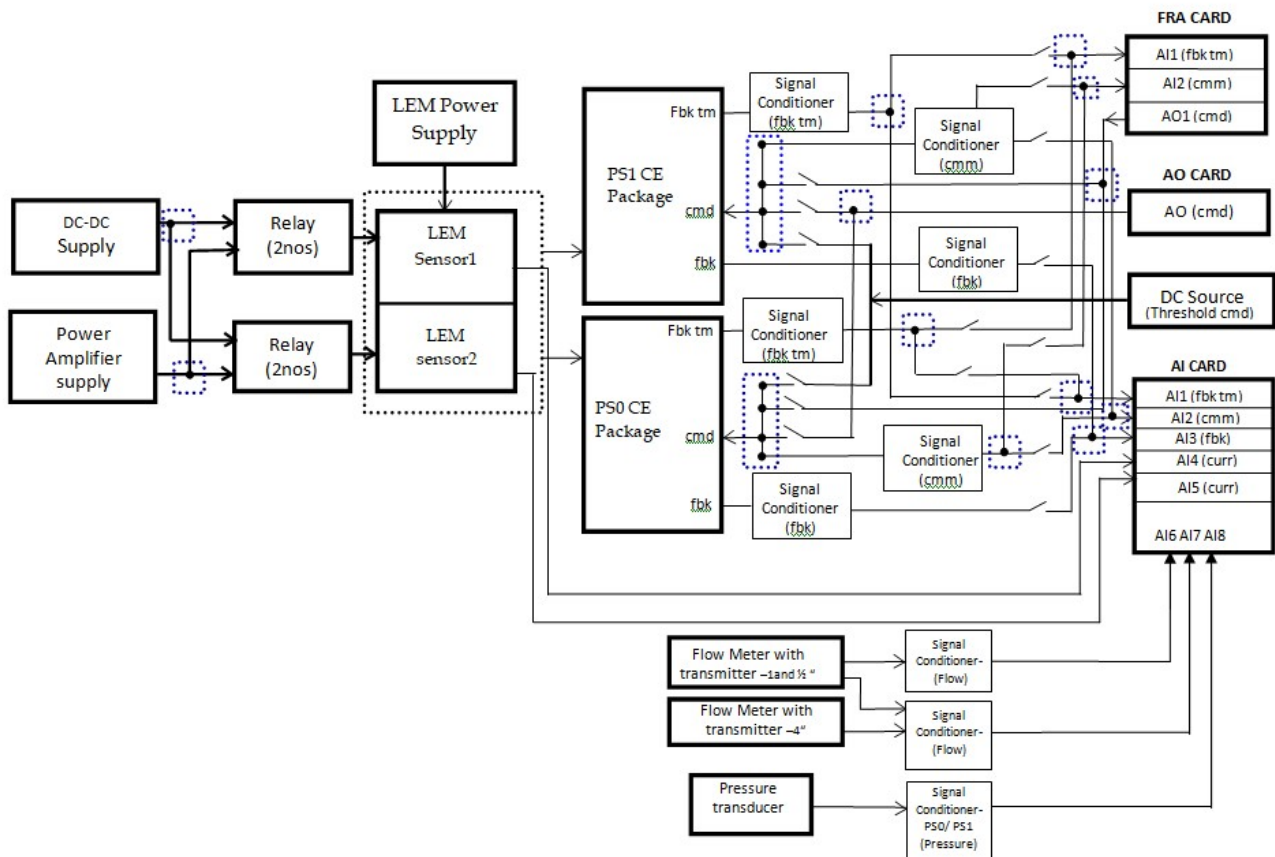 FRA CARD
AI1 (fbk tm)
AI2 (cmm)
AO1 (cmd)
AO CARD
AO (cmd)
DC Source
(Threshold cmd)
AI CARD
AI1 (fbk tm)
AI2 (cmm)
AI3 (fbk)
AI4 (curr)
AI5 (curr)
AI6 AI7 AI8
LEM Power
Supply
DC-DC
Supply
Power
Amplifier
supply
Relay
(2nos)
Relay
(2nos)
LEM
Sensor1
LEM
sensor2
Fbk tm
PS1 CE
Package
cmd
fbk
Signal
Conditioner
(fbk tm)
Signal
Conditioner
(cmm)
Signal
Conditioner
(fbk)
Fbk tm
PS0 CE
Package
cmd
fbk
Signal
Conditioner
(fbk tm)
Signal
Conditioner
(cmm)
Signal
Conditioner
(fbk)
Flow Meter with
transmitter –1and ½ “
Flow Meter with
transmitter –4“
Pressure
transducer
Signal
Conditioner-
(Flow)
Signal
Conditioner-
(Flow)
Signal
Conditioner-
PS0/ PS1
(Pressure)